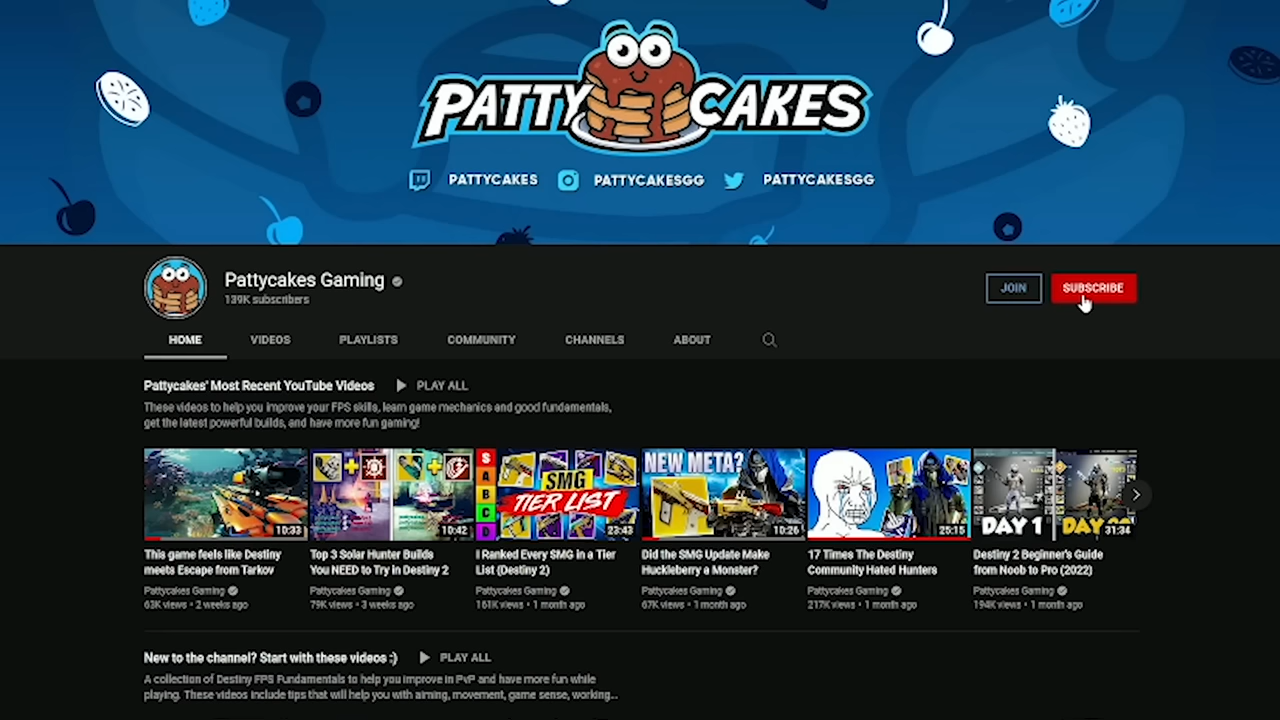 PATTY CAKES
PATTYCAKES PATTYCAKESGG PATTYCAKESGG
Pattycakes Gaming
139K subscribers
JOIN SUBSCRIBE
HOME VIDEOS PLAYLISTS COMMUNITY CHANNELS ABOUT
Pattycakes' Most Recent YouTube Videos PLAY ALL
These videos to help you improve your FPS skills, learn game mechanics and good fundamentals,
get the latest powerful builds, and have more fun gaming!
10:33
10:42
S
A
B
C
D
SMG
TIER LIST
23:43
NEW META?
10:26
25:15
DAY 1 DAY
31:34
This game feels like Destiny
meets Escape from Tarkov
Pattycakes Gaming
63K views • 2 weeks ago
Top 3 Solar Hunter Builds
You NEED to Try in Destiny 2
Pattycakes Gaming
79K views • 3 weeks ago
I Ranked Every SMG in a Tier
List (Destiny 2)
Pattycakes Gaming
161K views • 1 month ago
Did the SMG Update Make
Huckleberry a Monster?
Pattycakes Gaming
67K views • 1 month ago
17 Times The Destiny
Community Hated Hunters
Pattycakes Gaming
217K views • 1 month ago
Destiny 2 Beginner's Guide
from Noob to Pro (2022)
Pattycakes Gaming
194K views • 1 month ago
New to the channel? Start with these videos :) PLAY ALL
A collection of Destiny FPS Fundamentals to help you improve in PvP and have more fun while
playing. These videos include tips that will help you with aiming, movement, game sense, working...